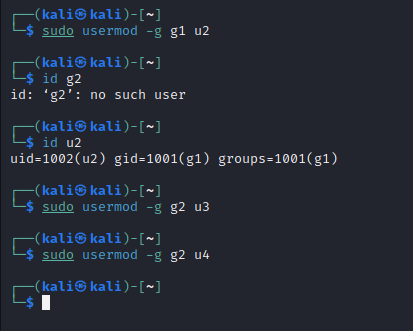 ┌──(kali㉿kali)-[~]
└─$ sudo usermod -g g1 u2
┌──(kali㉿kali)-[~]
└─$ id g2
id: ‘g2’: no such user
┌──(kali㉿kali)-[~]
└─$ id u2
uid=1002(u2) gid=1001(g1) groups=1001(g1)
┌──(kali㉿kali)-[~]
└─$ sudo usermod -g g2 u3
┌──(kali㉿kali)-[~]
└─$ sudo usermod -g g2 u4
┌──(kali㉿kali)-[~]
└─$